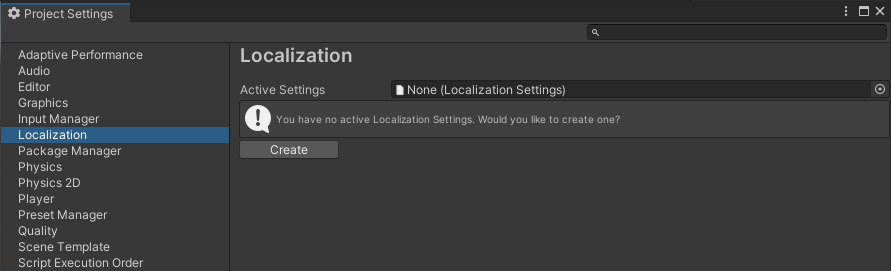 Project Settings
Adaptive Performance
Audio
Editor
Graphics
Input Manager
Localization
Package Manager
Physics
Physics 2D
Player
Preset Manager
Quality
Scene Template
Script Execution Order
Localization
Active Settings None (Localization Settings)
You have no active Localization Settings. Would you like to create one?
Create